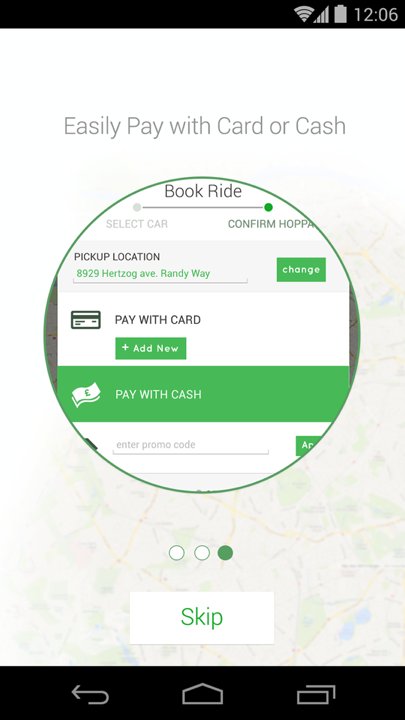 12:06
Easily Pay with Card or Cash
Book Ride
SELECT CAR
CONFIRM HOPPA
PICKUP LOCATION
8929 Hertzog ave. Randy Way
change
PAY WITH CARD
+ Add New
£
PAY WITH CASH
enter promo code
Ap
Skip